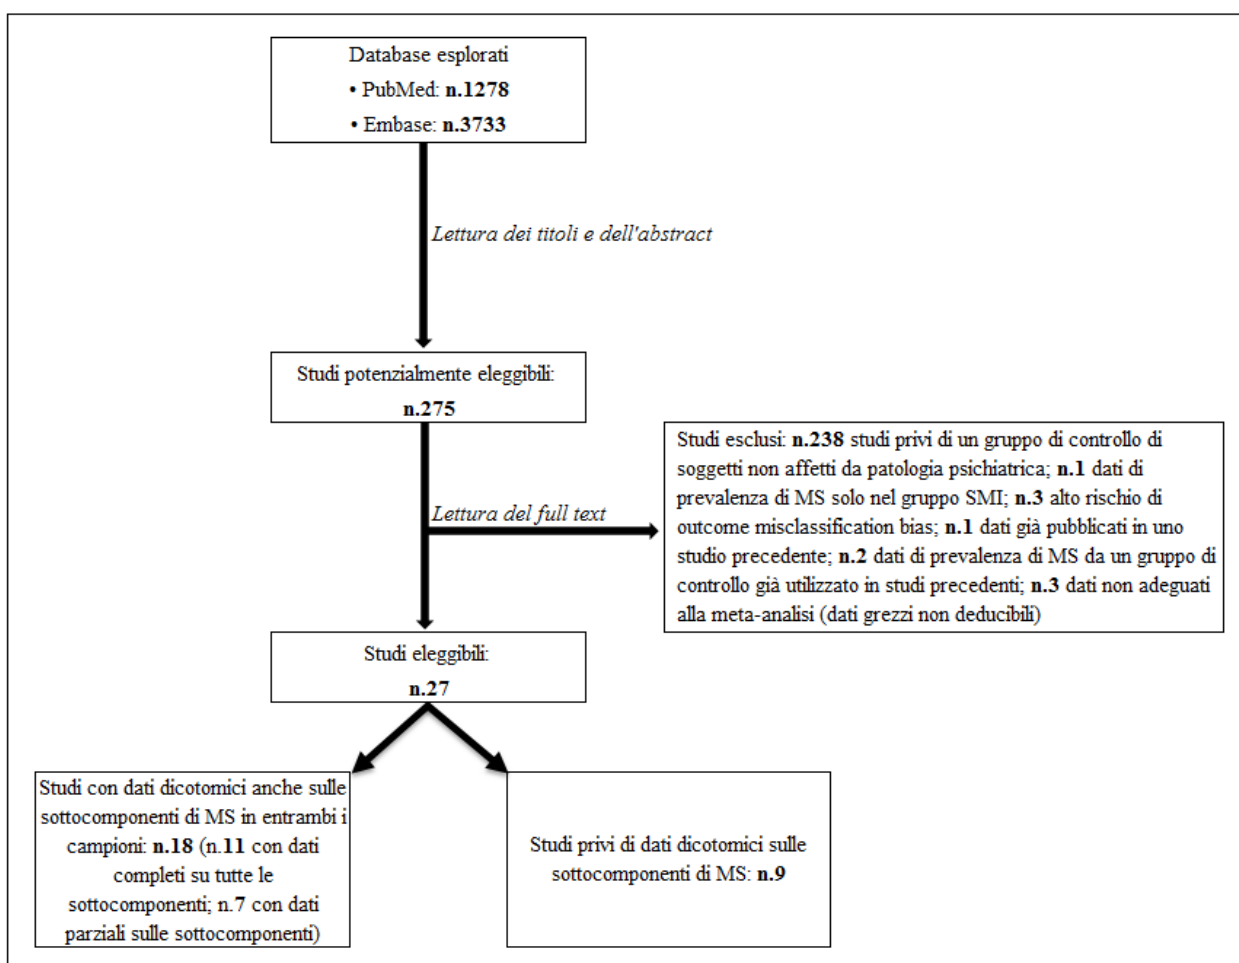 Database esplorati
• PubMed: n.1278
• Embase: n.3733
Lettura dei titoli e dell'abstract
Studi potenzialmente eleggibili:
n.275
Studi esclusi: n.238 studi privi di un gruppo di controllo di
soggetti non affetti da patologia psichiatrica; n.1 dati di
prevalenza di MS solo nel gruppo SMI; n.3 alto rischio di
outcome misclassification bias; n.1 dati già pubblicati in uno
studio precedente; n.2 dati di prevalenza di MS da un gruppo di
controllo già utilizzato in studi precedenti; n.3 dati non adeguati
alla meta-analisi (dati grezzi non deducibili)
Lettura del full text
Studi eleggibili:
n.27
Studi con dati dicotomici anche sulle
sottocomponenti di MS in entrambi i
campioni: n.18 (n.11 con dati
completi su tutte le
sottocomponenti; n.7 con dati
parziali sulle sottocomponenti)
Studi privi di dati dicotomici sulle
sottocomponenti di MS: n.9